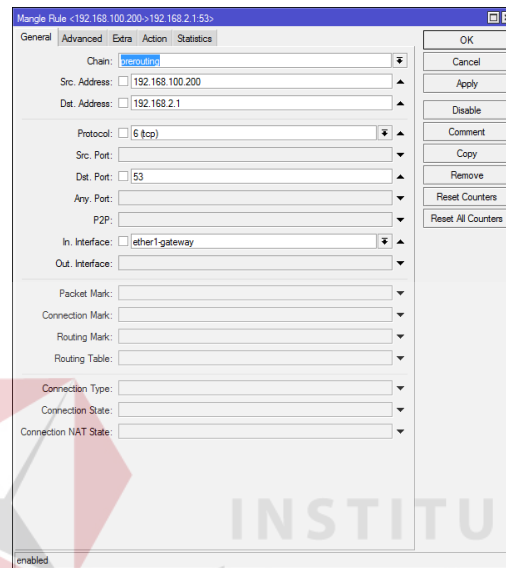 Mangle Rule <192.168.100.200->192.168.2.1:53>
General Advanced Extra Action Statistics
Chain: prerouting
Src. Address: 192.168.100.200
Dst. Address: 192.168.2.1
Protocol: 6 (tcp)
Src. Port:
Dst. Port: 53
Any. Port:
P2P:
In. Interface: ether1-gateway
Out. Interface:
Packet Mark:
Connection Mark:
Routing Mark:
Routing Table:
Connection Type:
Connection State:
Connection NAT State:
OK
Cancel
Apply
Disable
Comment
Copy
Remove
Reset Counters
Reset All Counters
INSTITU
enabled